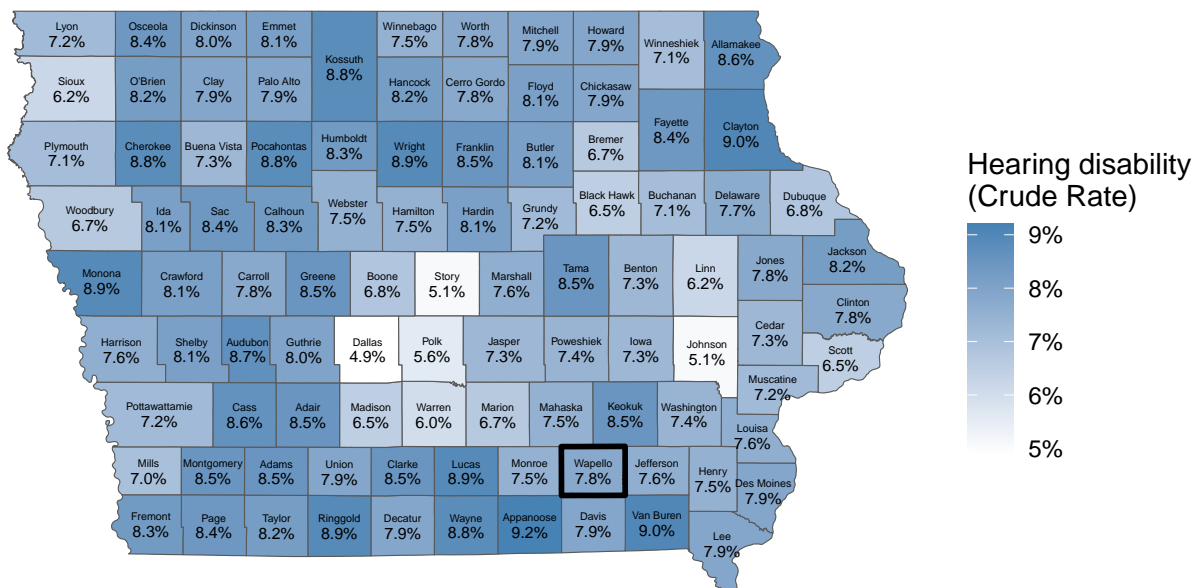 Lyon
7.2%
Osceola
8.4%
Dickinson
8.0%
Emmet
8.1%
Kossuth
8.8%
Winnebago
7.5%
Worth
7.8%
Mitchell
7.9%
Howard
7.9%
Winneshiek
7.1%
Allamakee
8.6%
Sioux
6.2%
O'Brien
8.2%
Clay
7.9%
Palo Alto
7.9%
Hancock
8.2%
Cerro Gordo
7.8%
Floyd
8.1%
Chickasaw
7.9%
Fayette
8.4%
Clayton
9.0%
Plymouth
7.1%
Cherokee
8.8%
Buena Vista
7.3%
Pocahontas
8.8%
Humboldt
8.3%
Wright
8.9%
Franklin
8.5%
Butler
8.1%
Bremer
6.7%
Woodbury
6.7%
Ida
8.1%
Sac
8.4%
Calhoun
8.3%
Webster
7.5%
Hamilton
7.5%
Hardin
8.1%
Grundy
7.2%
Black Hawk
6.5%
Buchanan
7.1%
Delaware
7.7%
Dubuque
6.8%
Monona
8.9%
Crawford
8.1%
Carroll
7.8%
Greene
8.5%
Boone
6.8%
Story
5.1%
Marshall
7.6%
Tama
8.5%
Benton
7.3%
Linn
6.2%
Jones
7.8%
Jackson
8.2%
Clinton
7.8%
Harrison
7.6%
Shelby
8.1%
Audubon
8.7%
Guthrie
8.0%
Dallas
4.9%
Polk
5.6%
Jasper
7.3%
Poweshiek
7.4%
Iowa
7.3%
Johnson
5.1%
Cedar
7.3%
Scott
6.5%
Muscatine
7.2%
Pottawattamie
7.2%
Cass
8.6%
Adair
8.5%
Madison
6.5%
Warren
6.0%
Marion
6.7%
Mahaska
7.5%
Keokuk
8.5%
Washington
7.4%
Louisa
7.6%
Mills
7.0%
Montgomery
8.5%
Adams
8.5%
Union
7.9%
Clarke
8.5%
Lucas
8.9%
Monroe
7.5%
Wapello
7.8%
Jefferson
7.6%
Henry
7.5%
Des Moines
7.9%
Fremont
8.3%
Page
8.4%
Taylor
8.2%
Ringgold
8.9%
Decatur
7.9%
Wayne
8.8%
Appanoose
9.2%
Davis
7.9%
Van Buren
9.0%
Lee
7.9%
Hearing disability
(Crude Rate)
9%
8%
7%
6%
5%